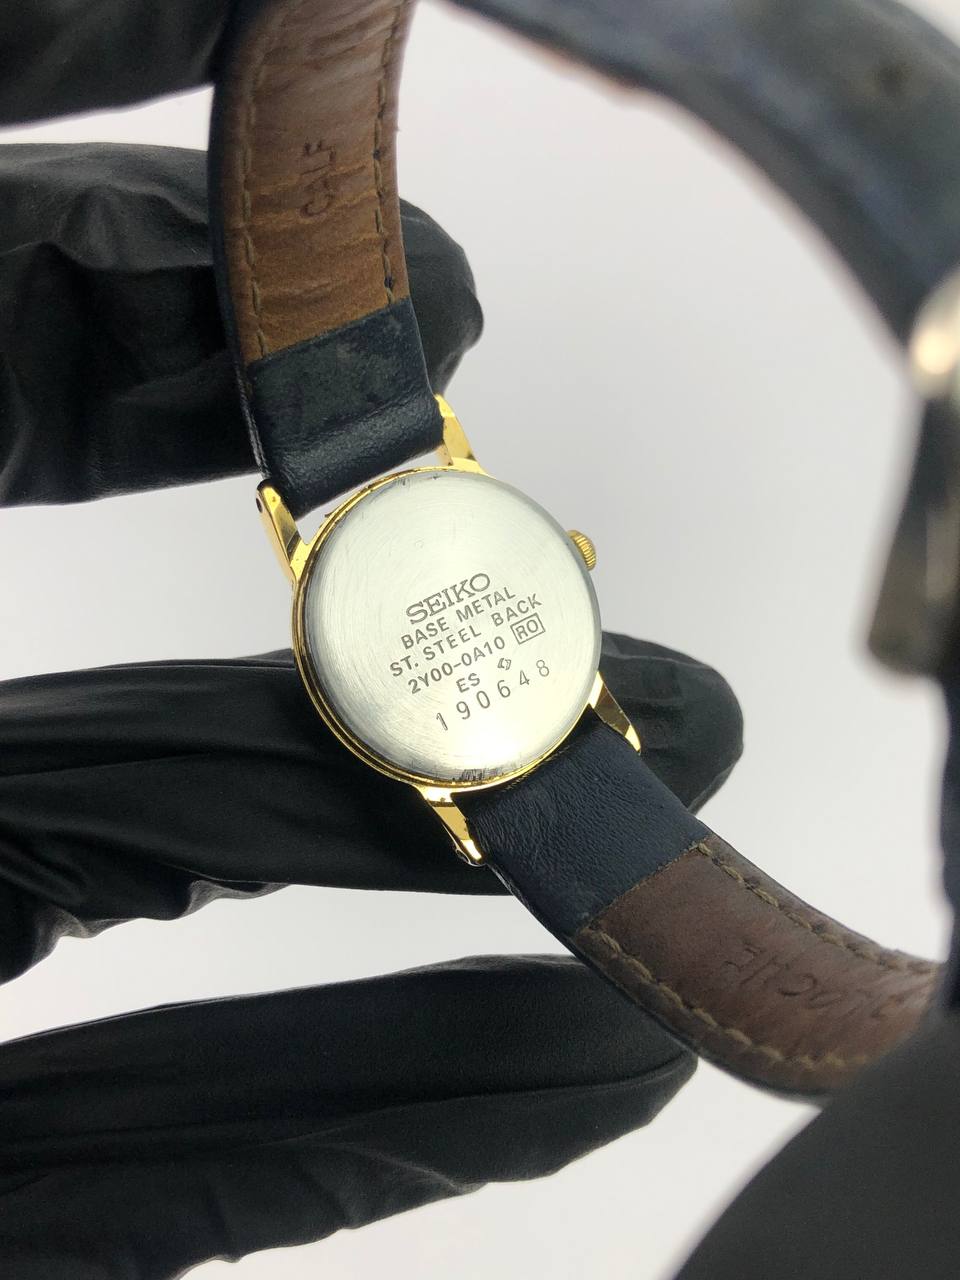 CALF
SEIKO
BASE METAL
ST. STEEL BACK
2Y00-0A10 RO
ES
190648